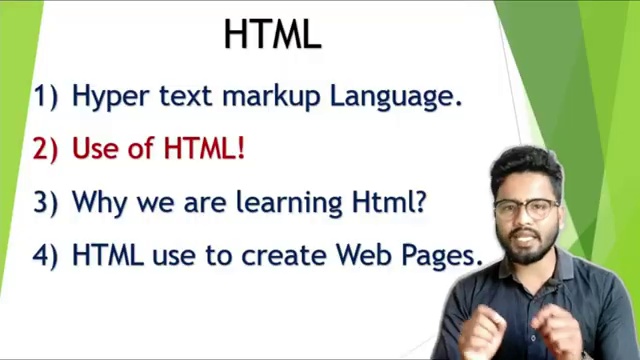 HTML
1) Hyper text markup Language.
2) Use of HTML!
3) Why we are learning Html?
4) HTML use to create Web Pages.